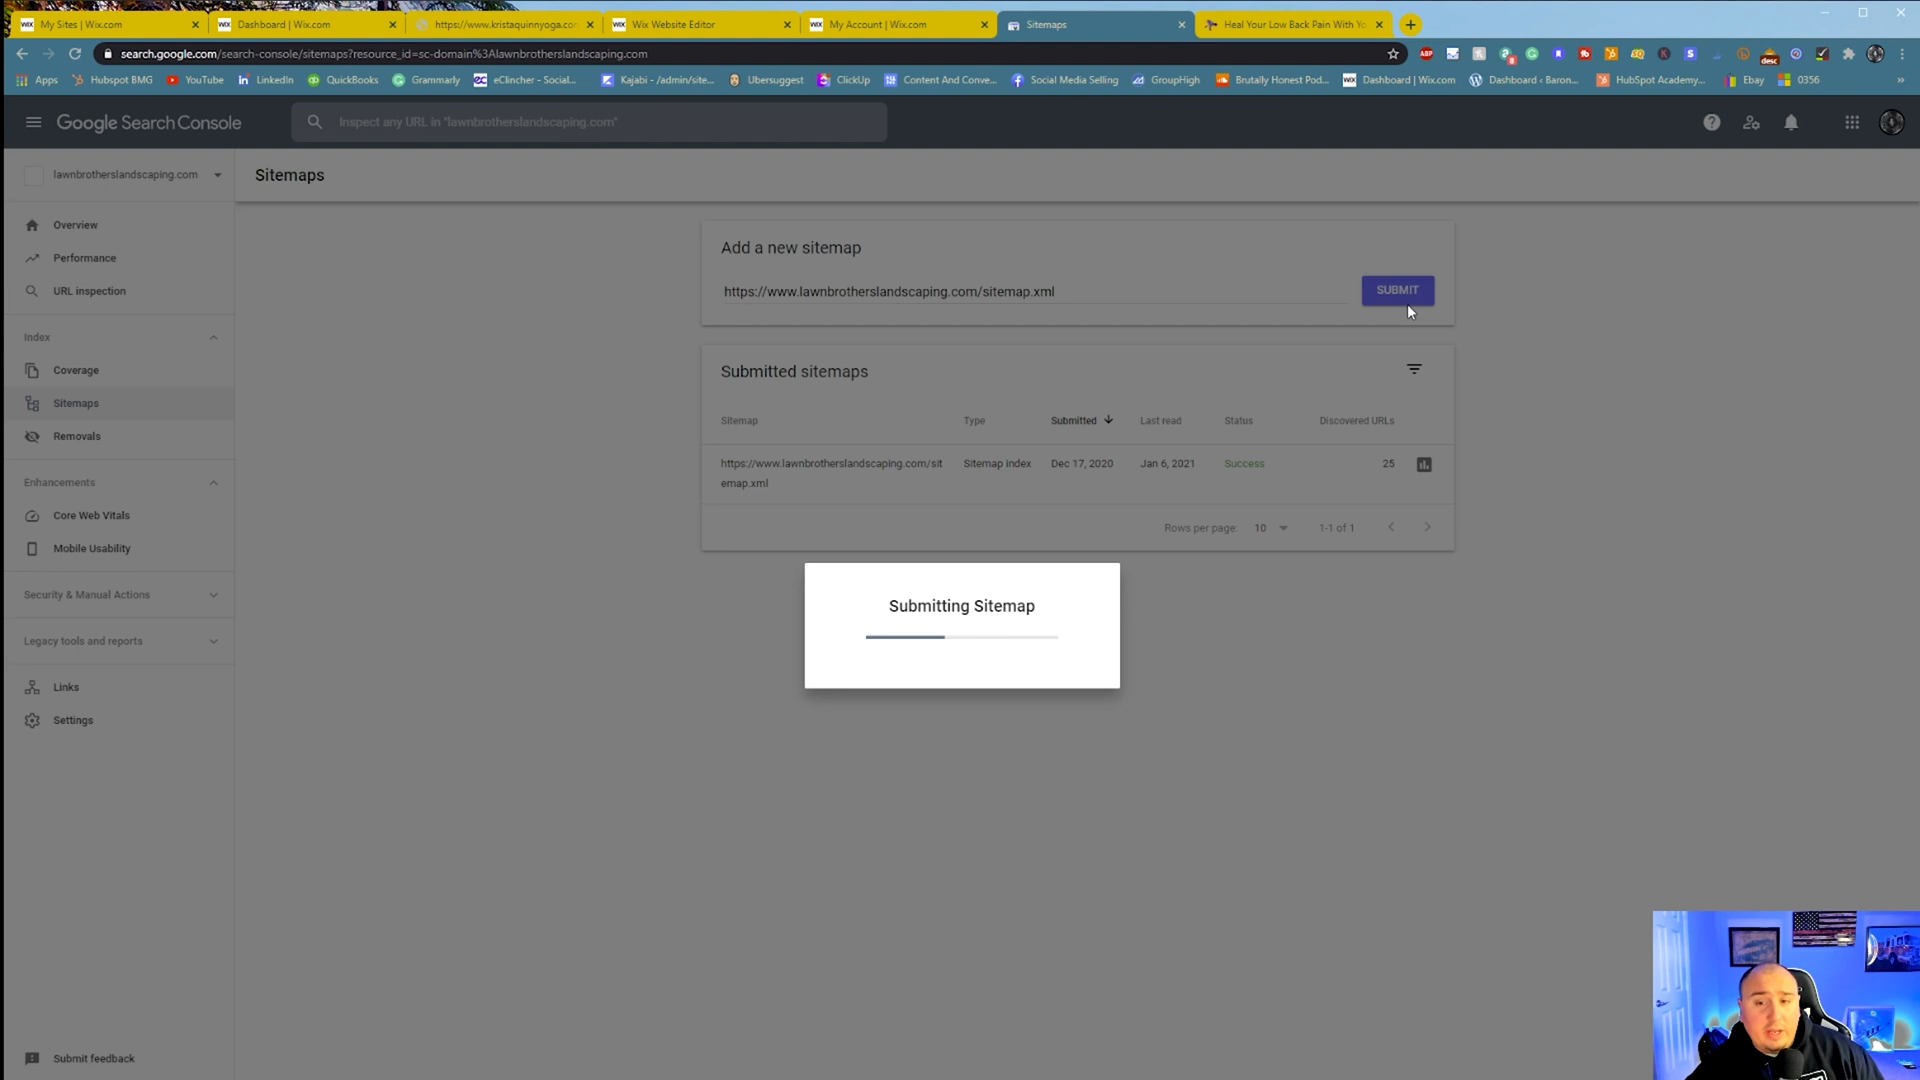 My Sites | Wix.com
Dashboard | Wix.com
https://www.kristaquinnyoga.co
Wix Website Editor
My Account | Wix.com
Sitemaps
Heal Your Low Back Pain With Yo
search.google.com/search-console/sitemaps?resource_id=sc-domain%3Alawnbrotherslandscaping.com
Apps
Hubspot BMG
YouTube
LinkedIn
QuickBooks
Grammarly
eClincher - Social...
Kajabi - /admin/site...
Ubersuggest
ClickUp
Content And Conve...
Social Media Selling
GroupHigh
Brutally Honest Pod...
Dashboard | Wix.com
Dashboard ‹ Baron...
HubSpot Academy...
Ebay
0356
Google Search Console
Inspect any URL in "lawnbrotherslandscaping.com"
lawnbrotherslandscaping.com
Sitemaps
Overview
Performance
URL inspection
Index
Coverage
Sitemaps
Removals
Enhancements
Core Web Vitals
Mobile Usability
Security & Manual Actions
Legacy tools and reports
Links
Settings
Submit feedback
Add a new sitemap
https://www.lawnbrotherslandscaping.com/sitemap.xml
SUBMIT
Submitted sitemaps
Sitemap Type Submitted Last read Status Discovered URLs
https://www.lawnbrotherslandscaping.com/sit Sitemap index Dec 17, 2020 Jan 6, 2021 Success 25
emap.xml
Rows per page: 10 1-1 of 1
Submitting Sitemap